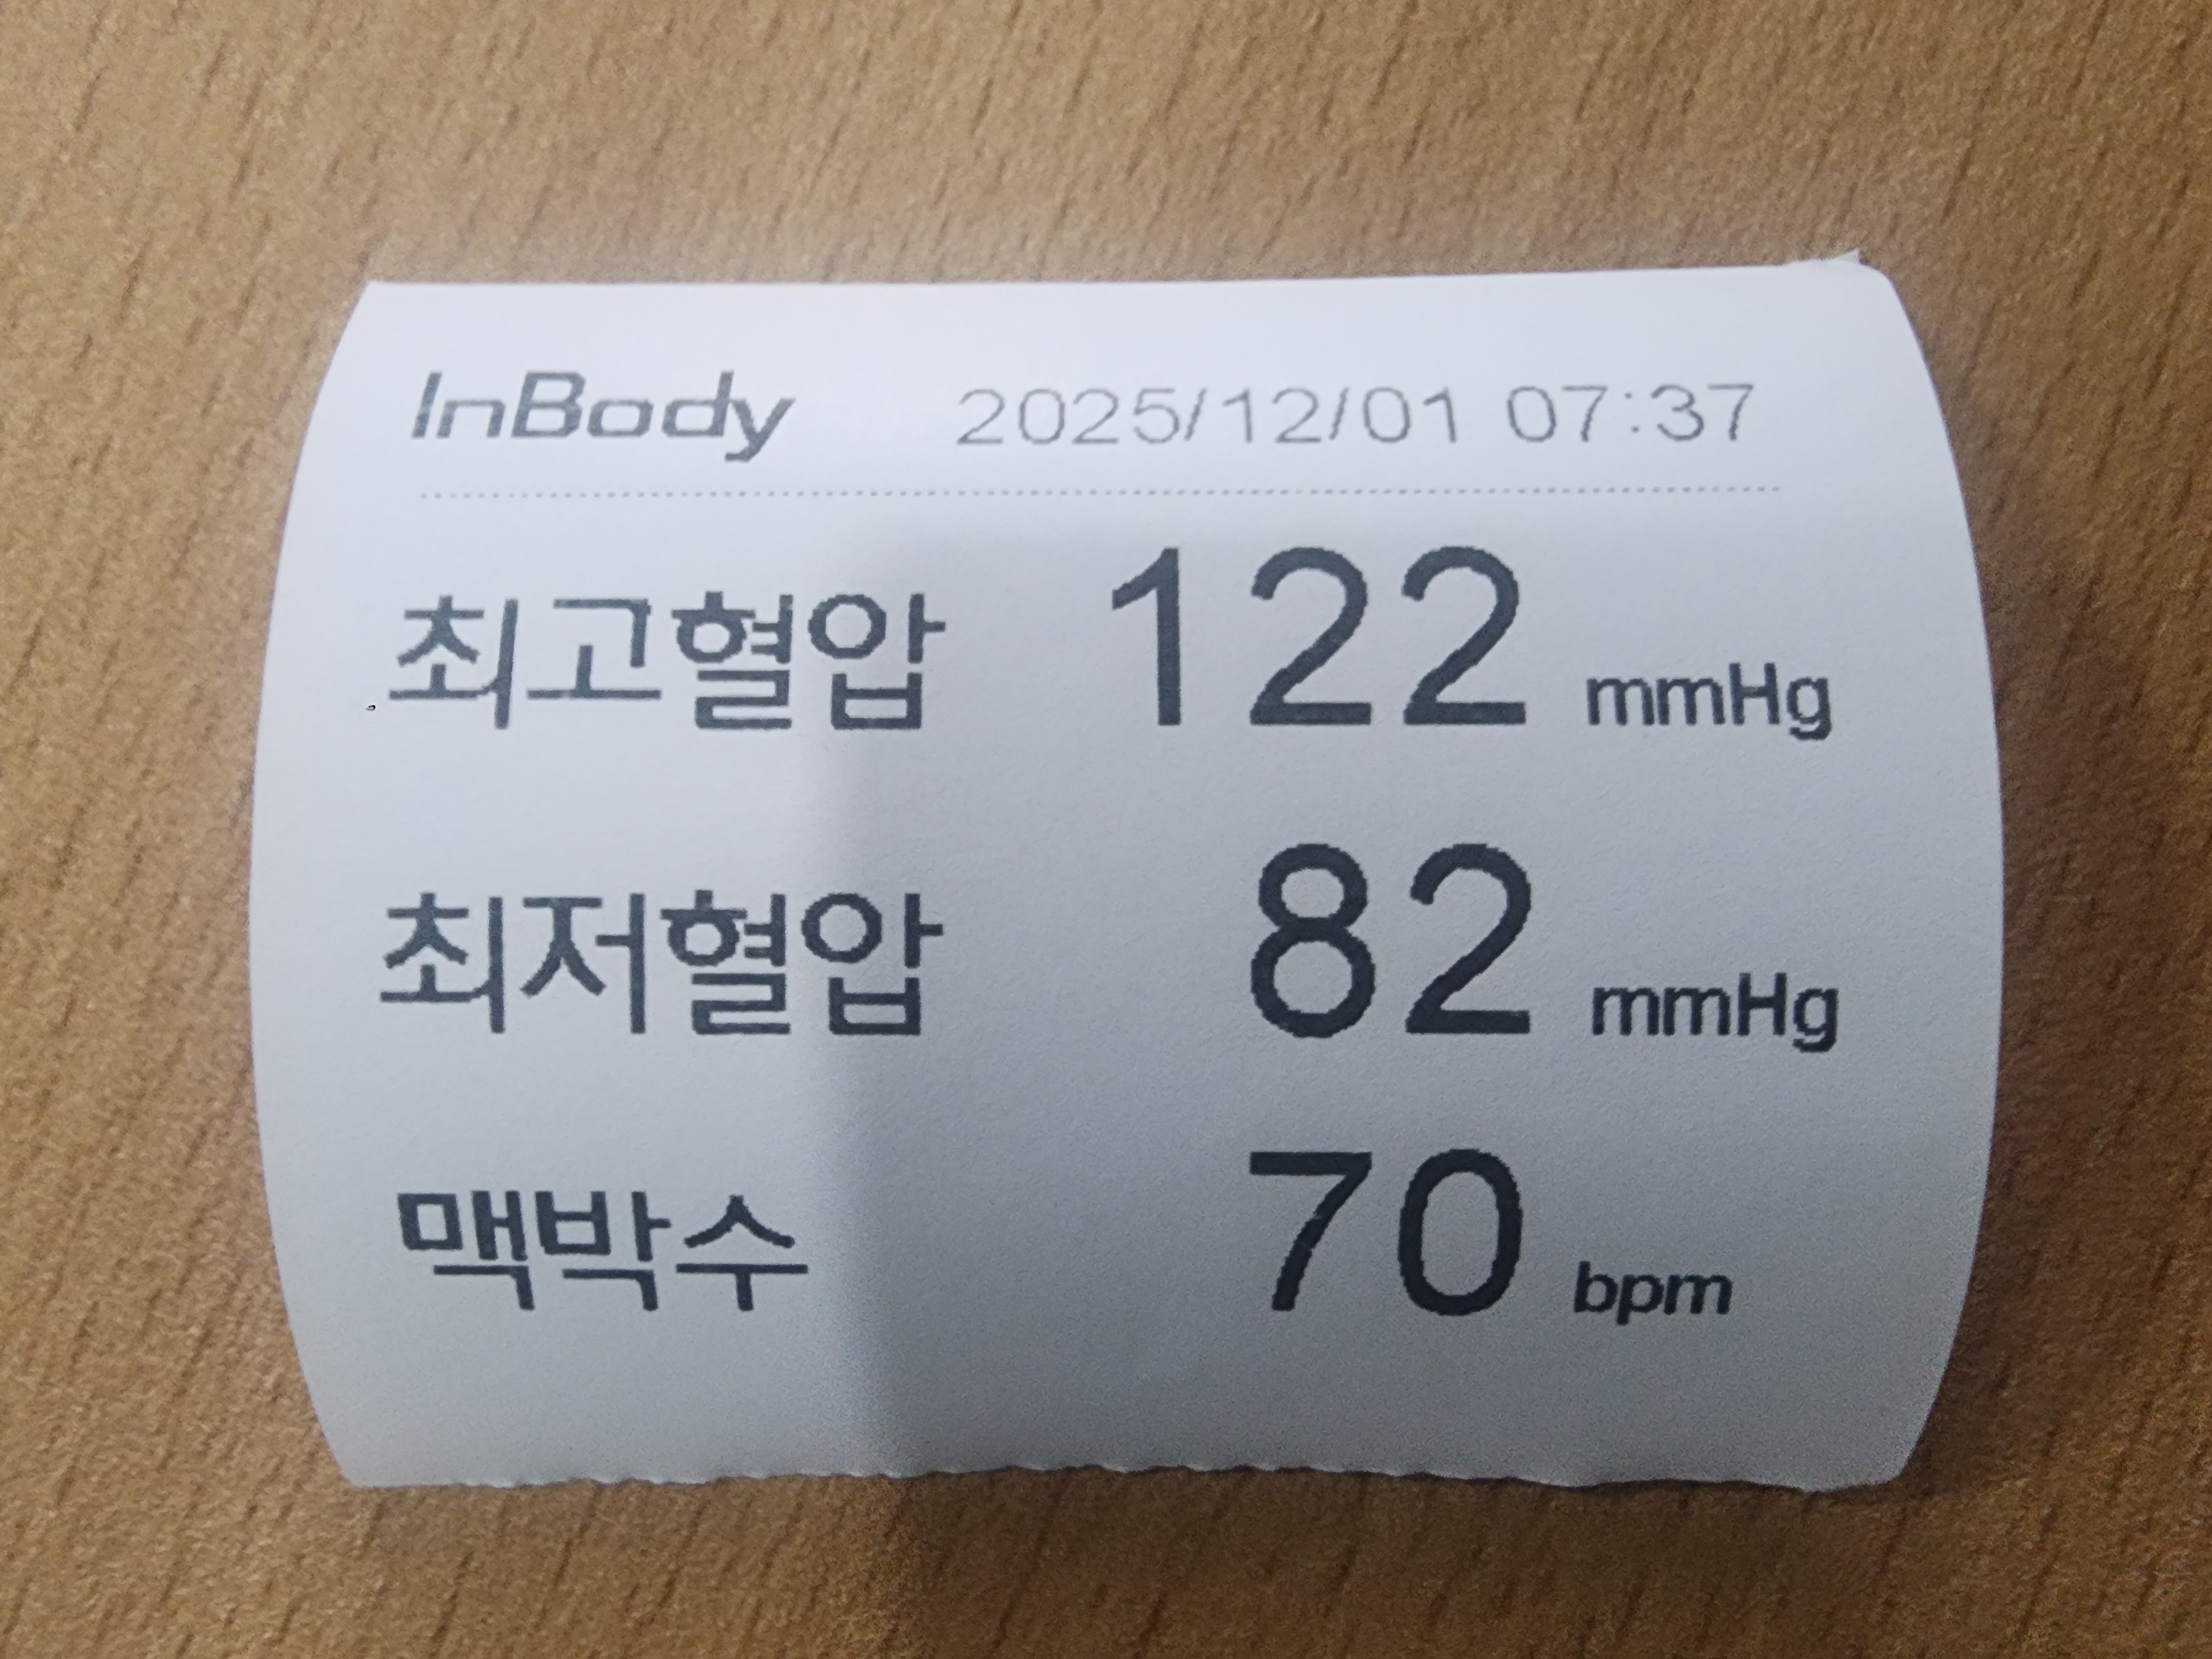 InBody 2025/12/01 07:37
최고혈압 122 mmHg
최저혈압 82 mmHg
맥박수 70 bpm